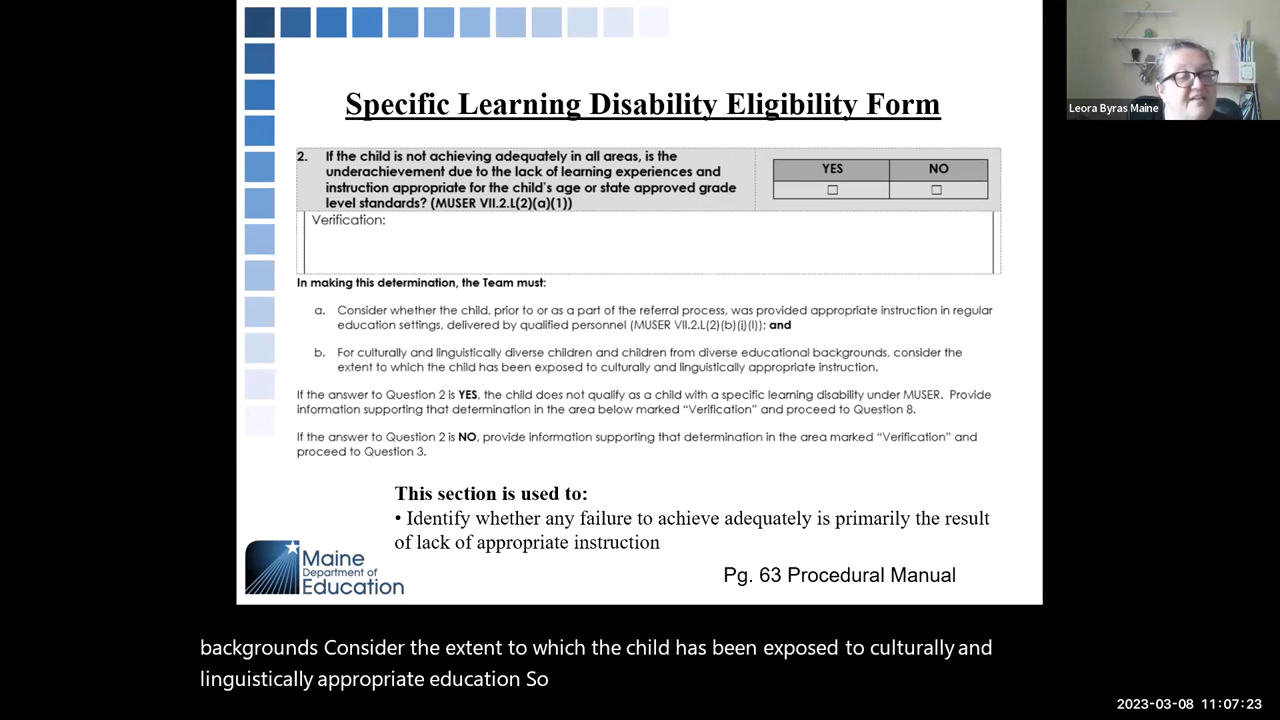 Specific Learning Disability Eligibility Form
Leora Byras Maine
2. If the child is not achieving adequately in all areas, is the
underachievement due to the lack of learning experiences and
instruction appropriate for the child's age or state approved grade
level standards? (MUSER VII.2.L(2)(a)(1))
YES NO
☐ ☐
Verification:
In making this determination, the Team must:
a. Consider whether the child, prior to or as a part of the referral process, was provided appropriate instruction in regular
education settings, delivered by qualified personnel (MUSER VII.2.L(2)(b)(i)(I)); and
b. For culturally and linguistically diverse children and children from diverse educational backgrounds, consider the
extent to which the child has been exposed to culturally and linguistically appropriate instruction.
If the answer to Question 2 is YES, the child does not qualify as a child with a specific learning disability under MUSER. Provide
information supporting that determination in the area below marked "Verification" and proceed to Question 8.
If the answer to Question 2 is NO, provide information supporting that determination in the area marked "Verification" and
proceed to Question 3.
This section is used to:
• Identify whether any failure to achieve adequately is primarily the result
of lack of appropriate instruction
Maine
Department of
Education
Pg. 63 Procedural Manual
backgrounds Consider the extent to which the child has been exposed to culturally and
linguistically appropriate education So
2023-03-08 11:07:23